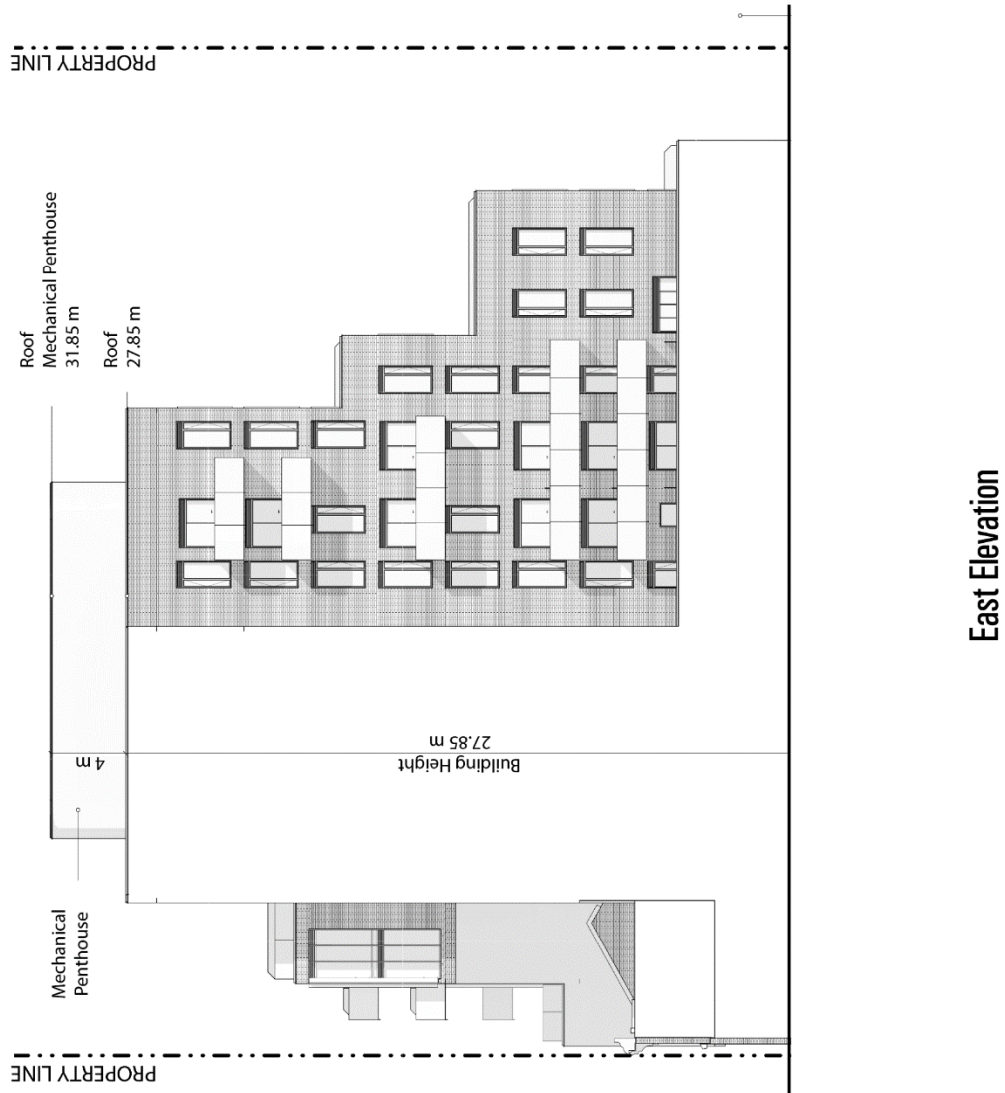 PROPERTY LINE
Roof
Mechanical Penthouse
31.85 m
Roof
27.85 m
4 m
Building Height
27.85 m
Mechanical
Penthouse
PROPERTY LINE
East Elevation